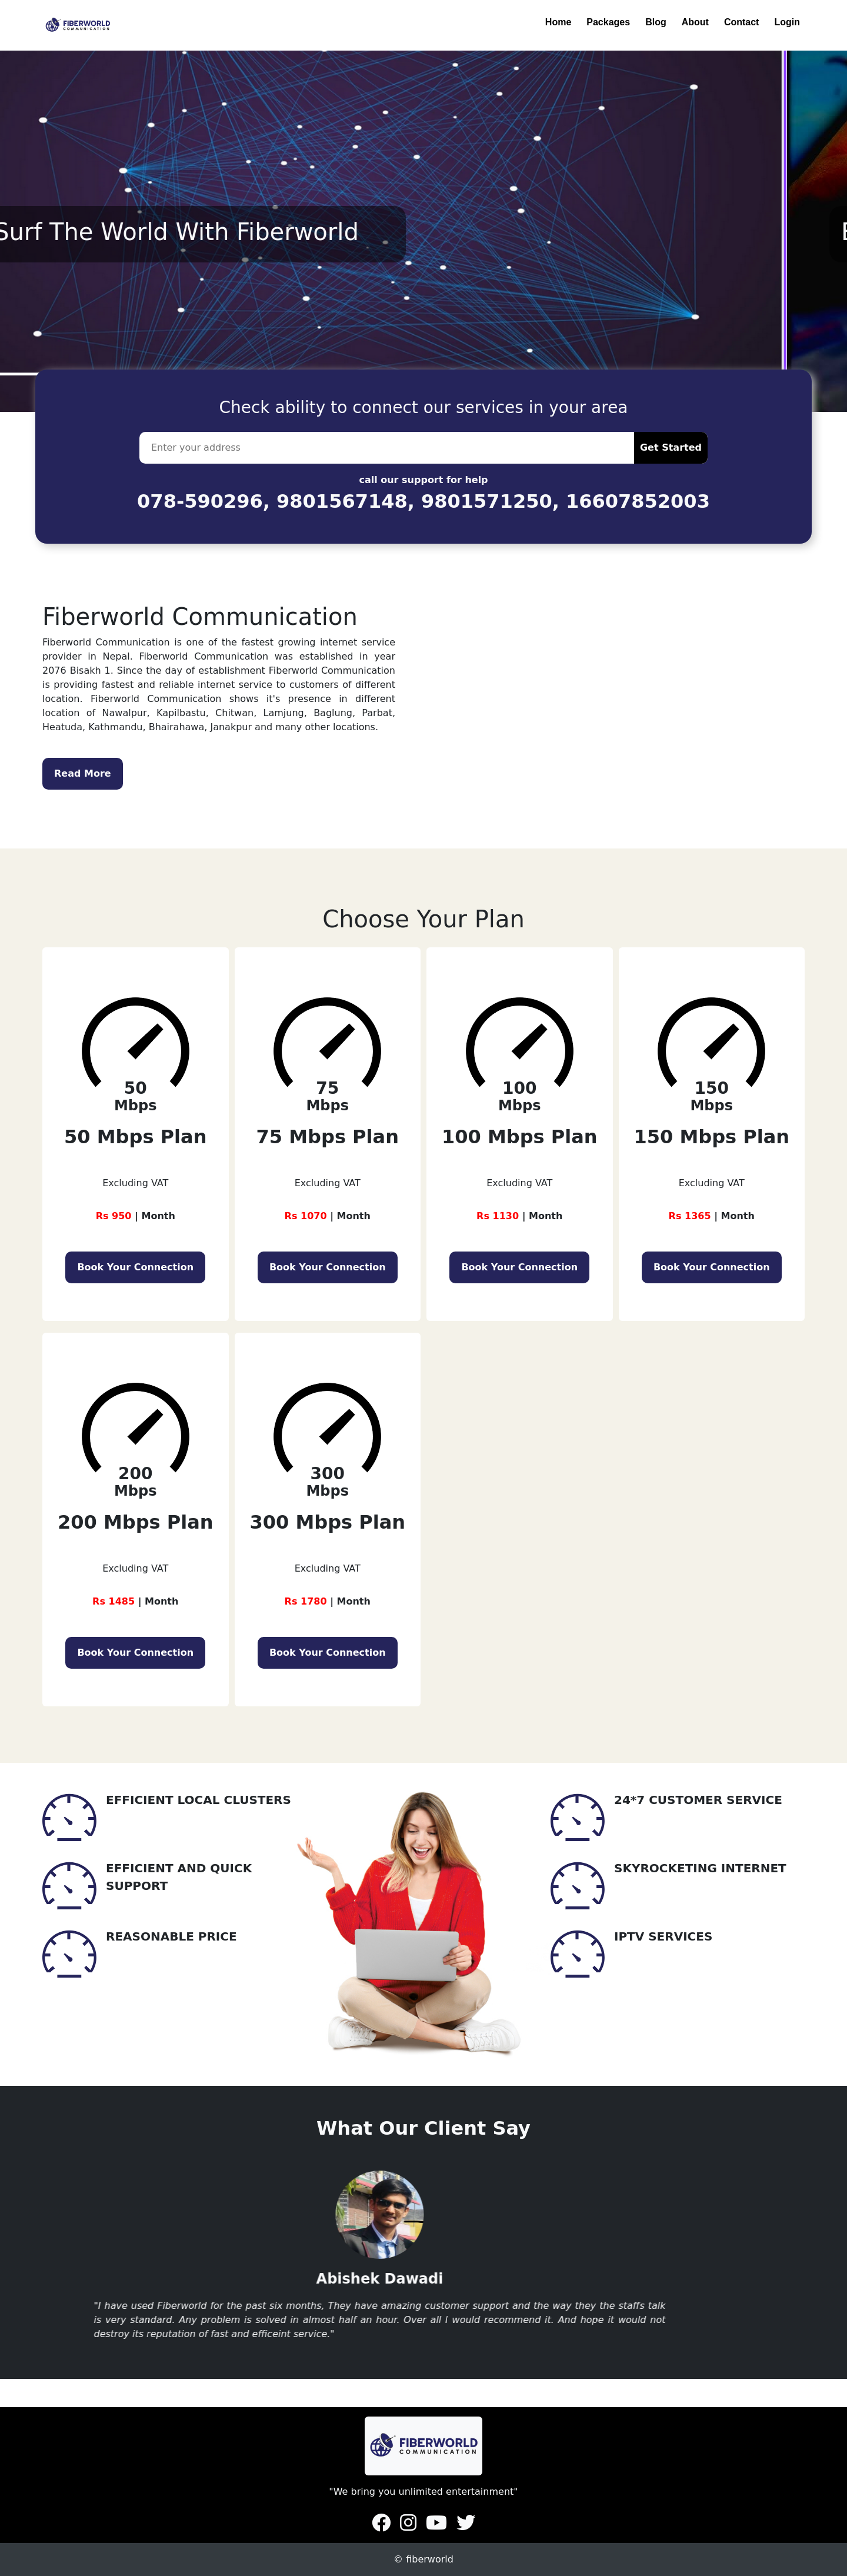 FIBERWORLD
COMMUNICATION
Home Packages Blog About Contact Login
Surf The World With Fiberworld
Check ability to connect our services in your area
Enter your address
Get Started
call our support for help
078-590296, 9801567148, 9801571250, 16607852003
Fiberworld Communication
Fiberworld Communication is one of the fastest growing internet service
provider in Nepal. Fiberworld Communication was established in year
2076 Bisakh 1. Since the day of establishment Fiberworld Communication
is providing fastest and reliable internet service to customers of different
location. Fiberworld Communication shows it's presence in different
location of Nawalpur, Kapilbastu, Chitwan, Lamjung, Baglung, Parbat,
Heatuda, Kathmandu, Bhairahawa, Janakpur and many other locations.
Read More
Choose Your Plan
50
Mbps
50 Mbps Plan
Excluding VAT
Rs 950 | Month
Book Your Connection
75
Mbps
75 Mbps Plan
Excluding VAT
Rs 1070 | Month
Book Your Connection
100
Mbps
100 Mbps Plan
Excluding VAT
Rs 1130 | Month
Book Your Connection
150
Mbps
150 Mbps Plan
Excluding VAT
Rs 1365 | Month
Book Your Connection
200
Mbps
200 Mbps Plan
Excluding VAT
Rs 1485 | Month
Book Your Connection
300
Mbps
300 Mbps Plan
Excluding VAT
Rs 1780 | Month
Book Your Connection
EFFICIENT LOCAL CLUSTERS
EFFICIENT AND QUICK
SUPPORT
REASONABLE PRICE
24*7 CUSTOMER SERVICE
SKYROCKETING INTERNET
IPTV SERVICES
What Our Client Say
Abishek Dawadi
"I have used Fiberworld for the past six months, They have amazing customer support and the way they the staffs talk
is very standard. Any problem is solved in almost half an hour. Over all I would recommend it. And hope it would not
destroy its reputation of fast and efficeint service."
FIBERWORLD
COMMUNICATION
"We bring you unlimited entertainment"
© fiberworld